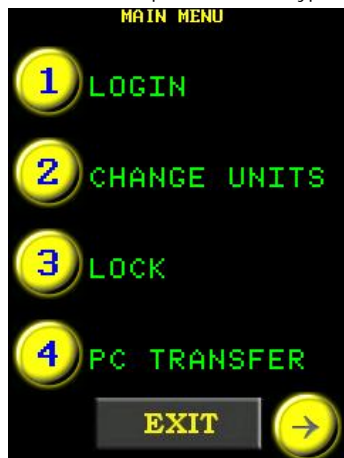 MAIN MENU
1 LOGIN
2 CHANGE UNITS
3 LOCK
4 PC TRANSFER
EXIT